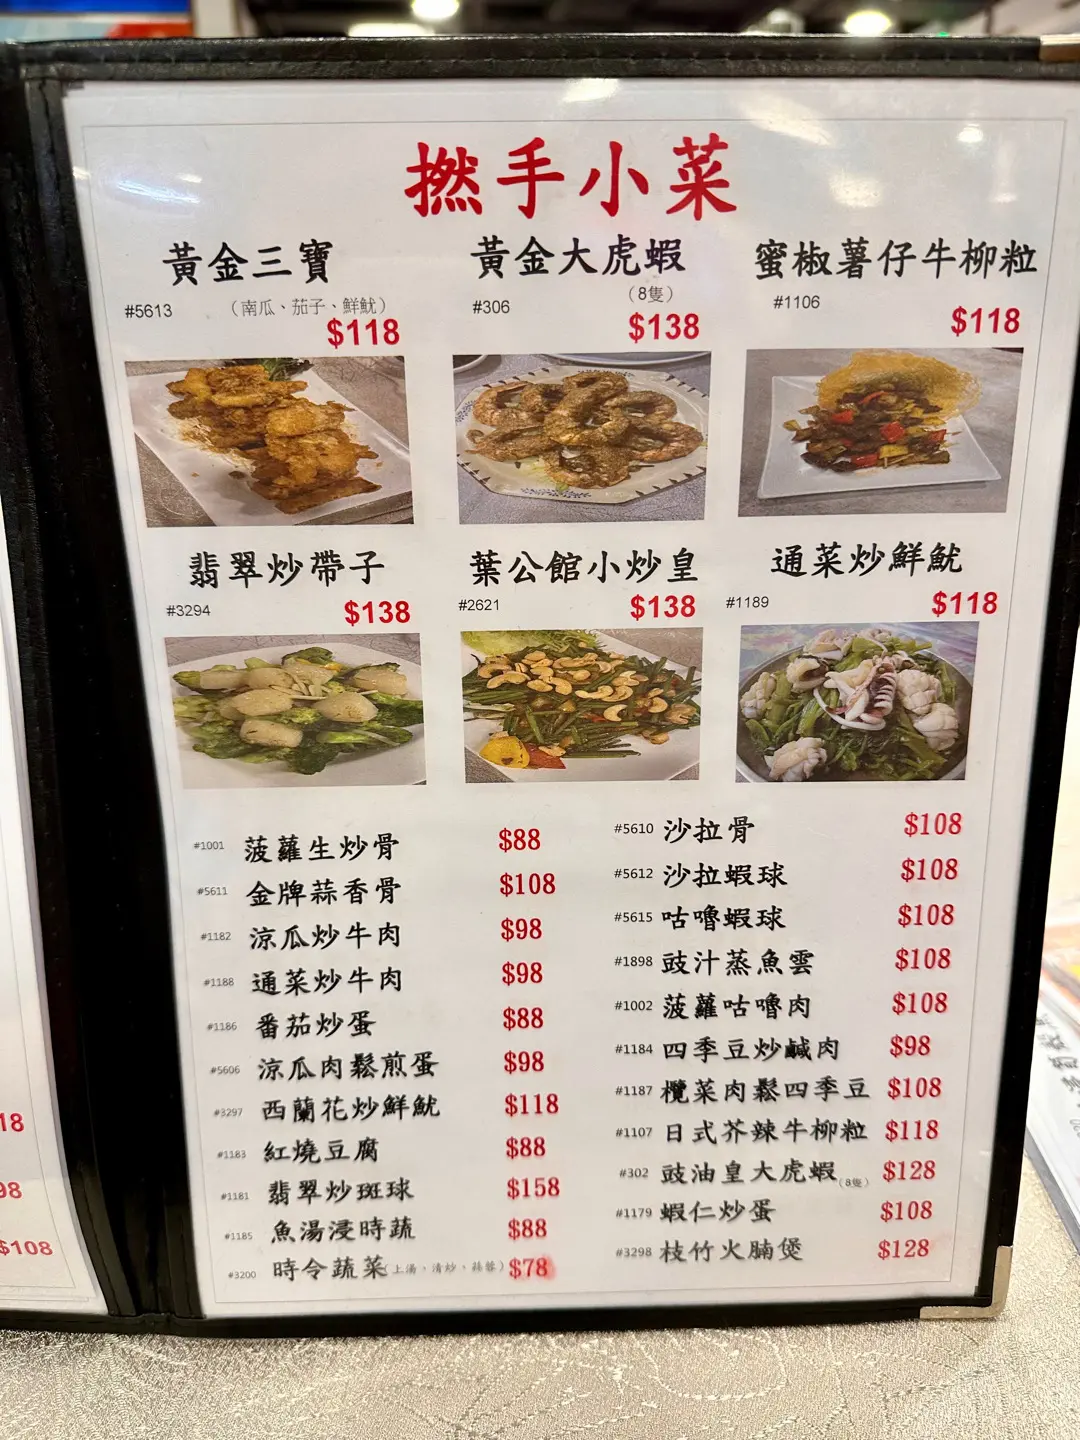 撚手小菜
黃金三寶
#5613 （南瓜、茄子、鮮魷）
$118
黃金大虎蝦
#306 （8隻）
$138
蜜椒薯仔牛柳粒
#1106
$118
翡翠炒帶子
#3294 $138
葉公館小炒皇
#2621 $138
通菜炒鮮魷
#1189 $118
#1001 菠蘿生炒骨 $88
#5611 金牌蒜香骨 $108
#1182 涼瓜炒牛肉 $98
#1188 通菜炒牛肉 $98
#1186 番茄炒蛋 $88
#5606 涼瓜肉鬆煎蛋 $98
#3297 西蘭花炒鮮魷 $118
#1183 紅燒豆腐 $88
#1181 翡翠炒斑球 $158
#1185 魚湯浸時蔬 $88
#3200 時令蔬菜(上湯、清炒、蒜蓉) $78
#5610 沙拉骨 $108
#5612 沙拉蝦球 $108
#5615 咕嚕蝦球 $108
#1898 豉汁蒸魚雲 $108
#1002 菠蘿咕嚕肉 $108
#1184 四季豆炒鹹肉 $98
#1187 欖菜肉鬆四季豆 $108
#1107 日式芥辣牛柳粒 $118
#302 豉油皇大虎蝦(8隻) $128
#1179 蝦仁炒蛋 $108
#3298 枝竹火腩煲 $128
18
98
$108